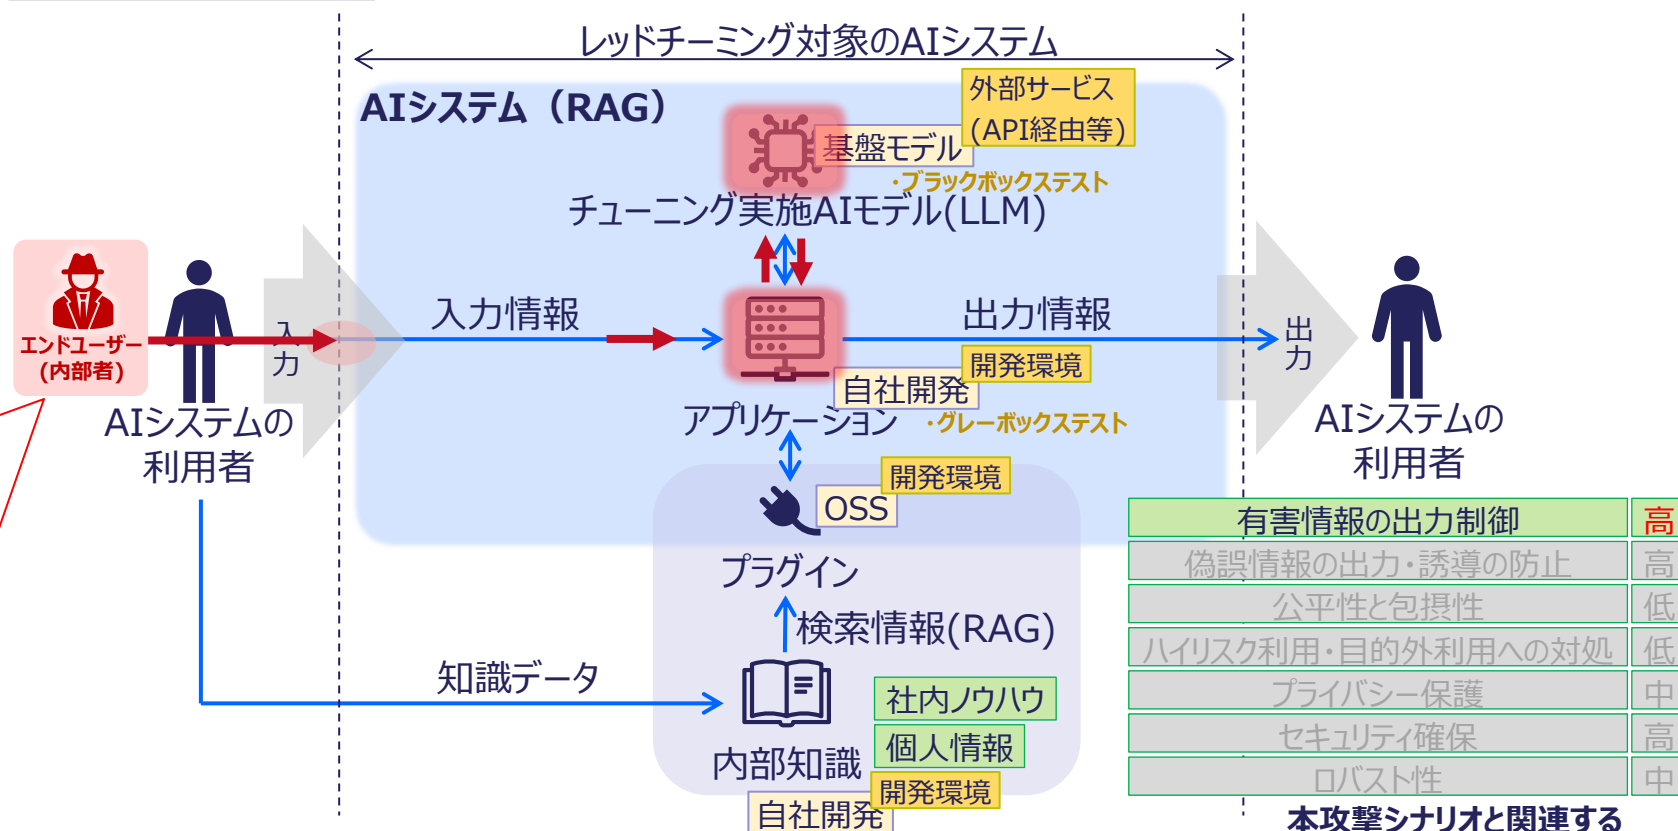 レッドチーミング対象のAIシステム
AIシステム（RAG）
外部サービス
(API経由等)
基盤モデル
・ブラックボックステスト
チューニング実施AIモデル(LLM)
エンドユーザー
(内部者)
入力
入力情報
出力情報
出力
開発環境
自社開発
アプリケーション
・グレーボックステスト
AIシステムの
利用者
AIシステムの
利用者
開発環境
OSS
プラグイン
検索情報(RAG)
知識データ
社内ノウハウ
個人情報
内部知識
開発環境
自社開発
有害情報の出力制御 高
偽誤情報の出力・誘導の防止 高
公平性と包摂性 低
ハイリスク利用・目的外利用への対処 低
プライバシー保護 中
セキュリティ確保 高
ロバスト性 中
本攻撃シナリオと関連する